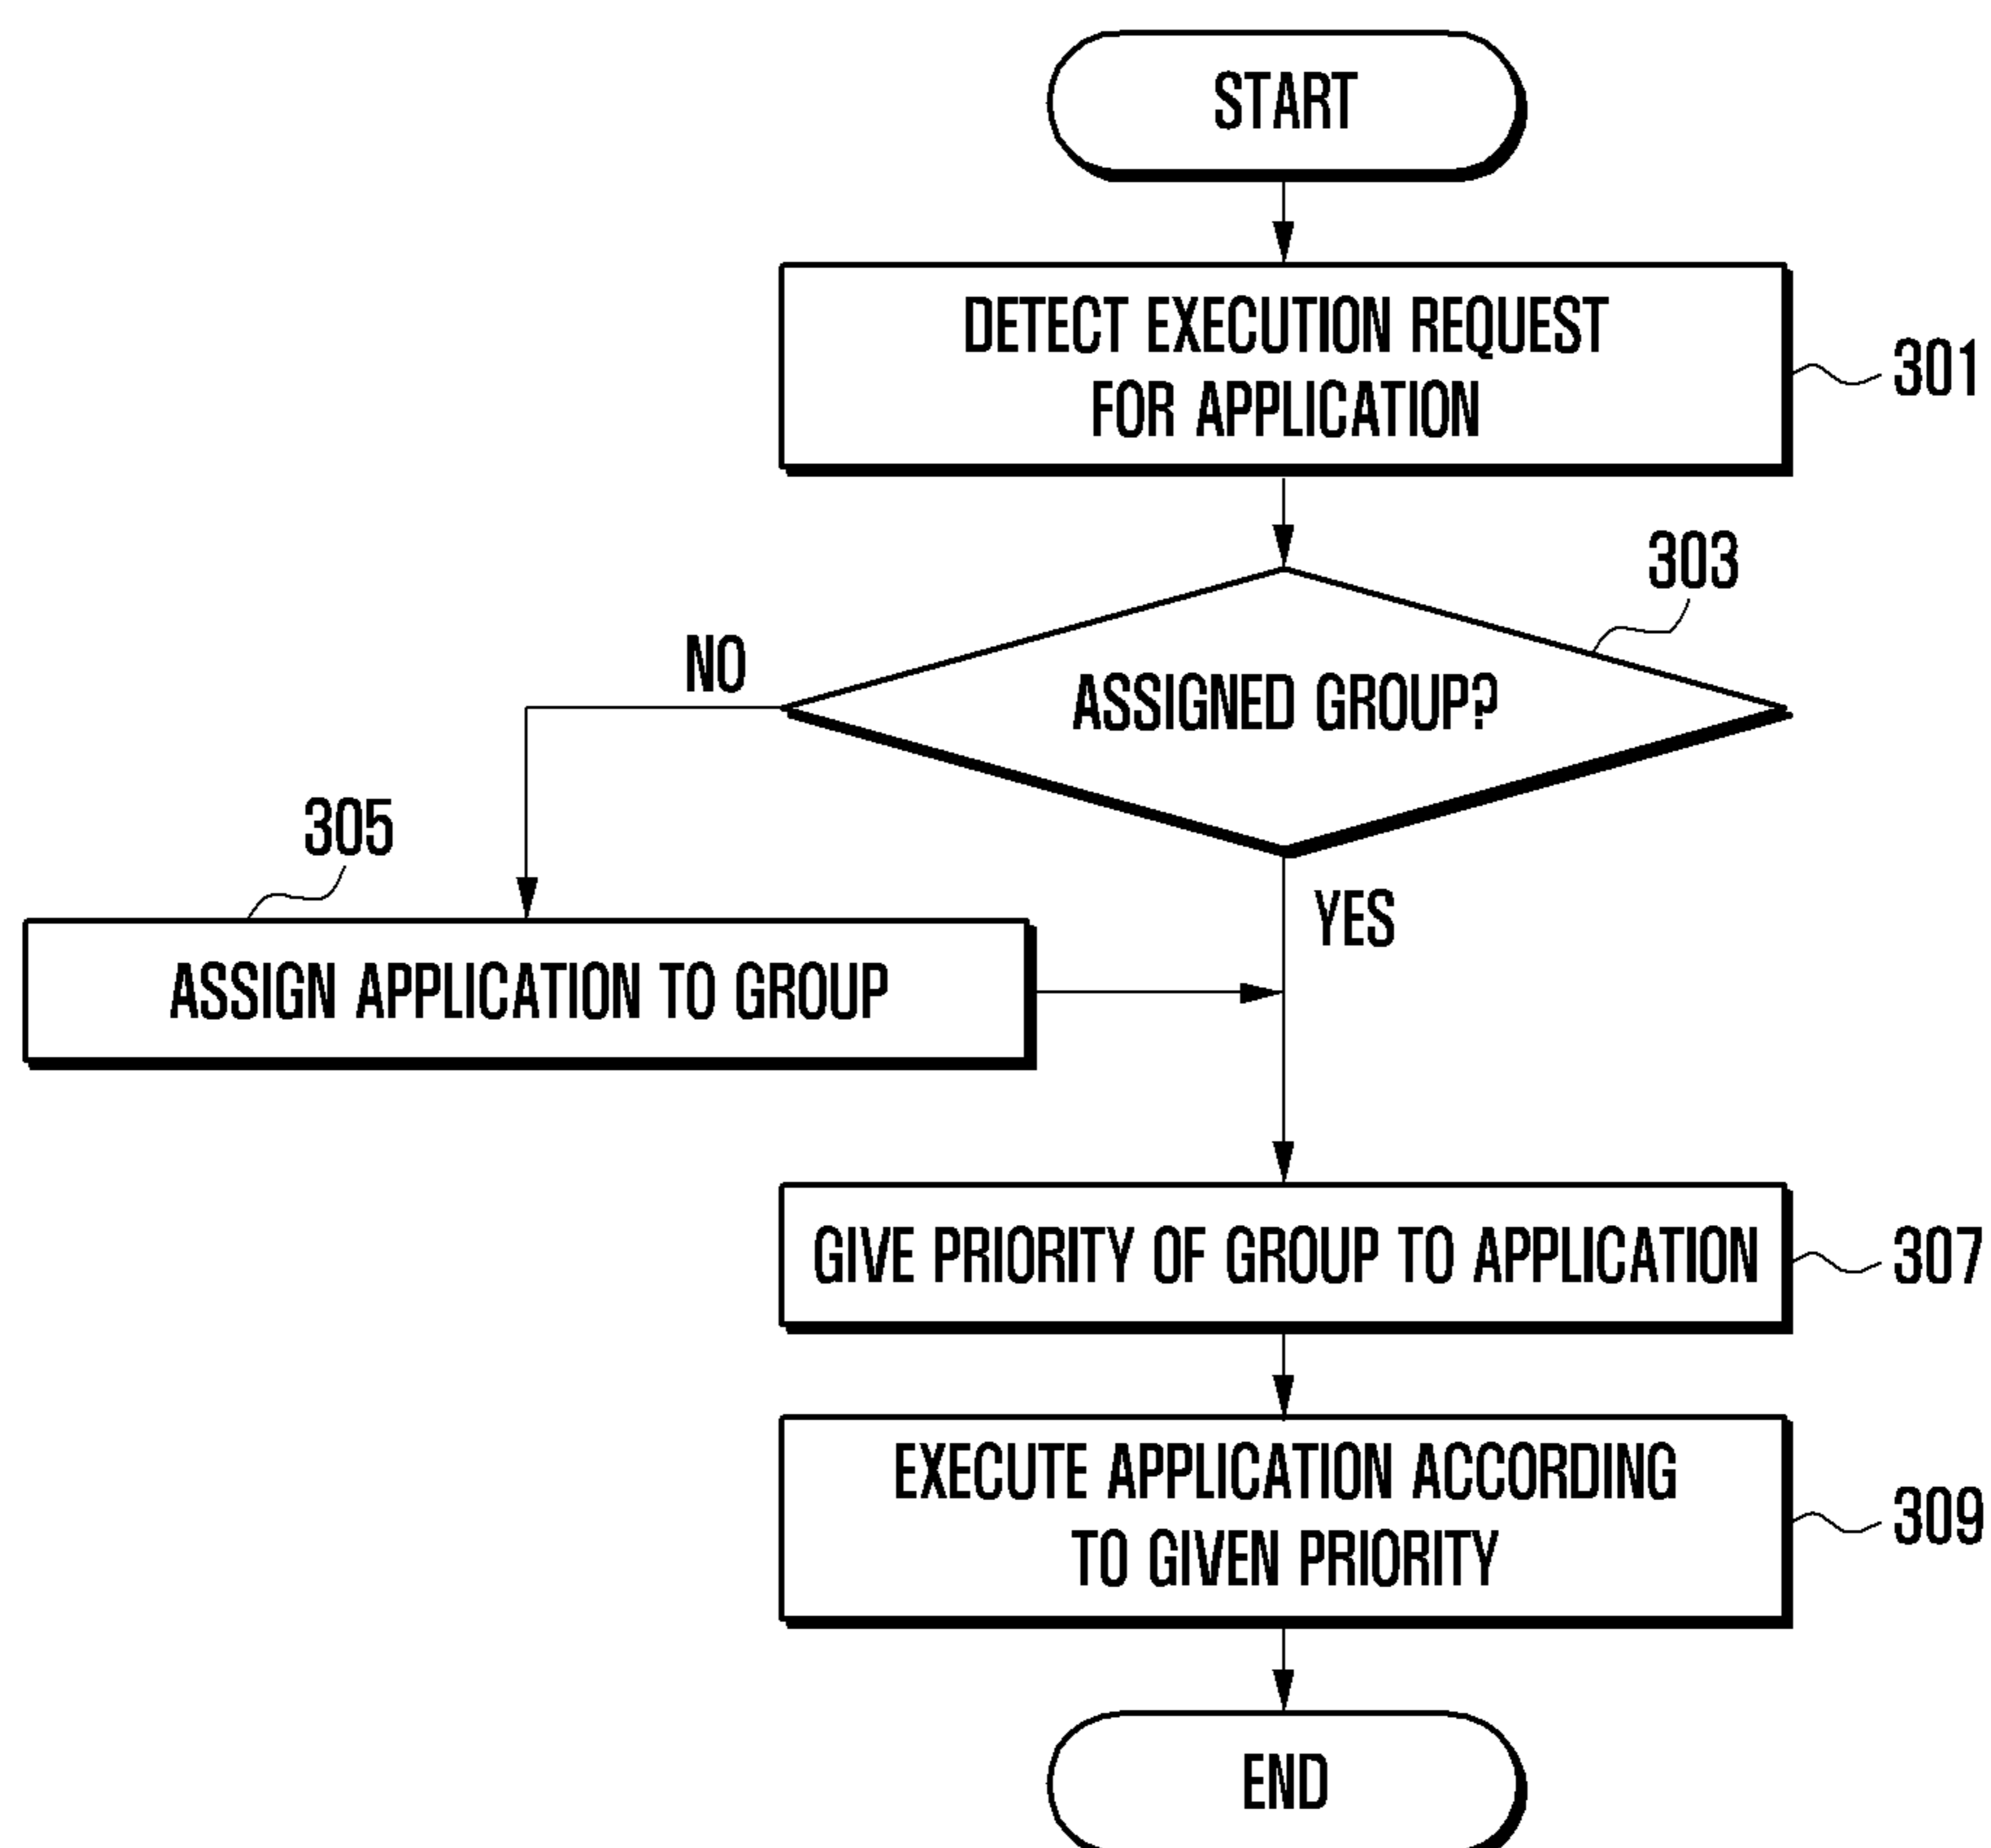 START
DETECT EXECUTION REQUEST
FOR APPLICATION
301
303
NO
ASSIGNED GROUP?
305
YES
ASSIGN APPLICATION TO GROUP
GIVE PRIORITY OF GROUP TO APPLICATION
307
EXECUTE APPLICATION ACCORDING
TO GIVEN PRIORITY
309
END